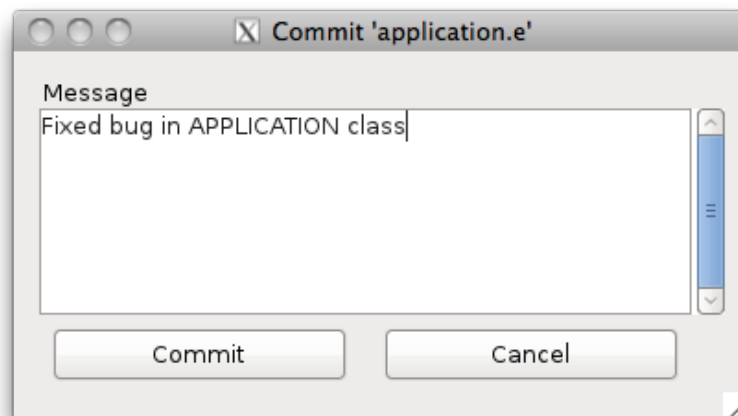 Commit 'application.e'
Message
Fixed bug in APPLICATION class
Commit
Cancel